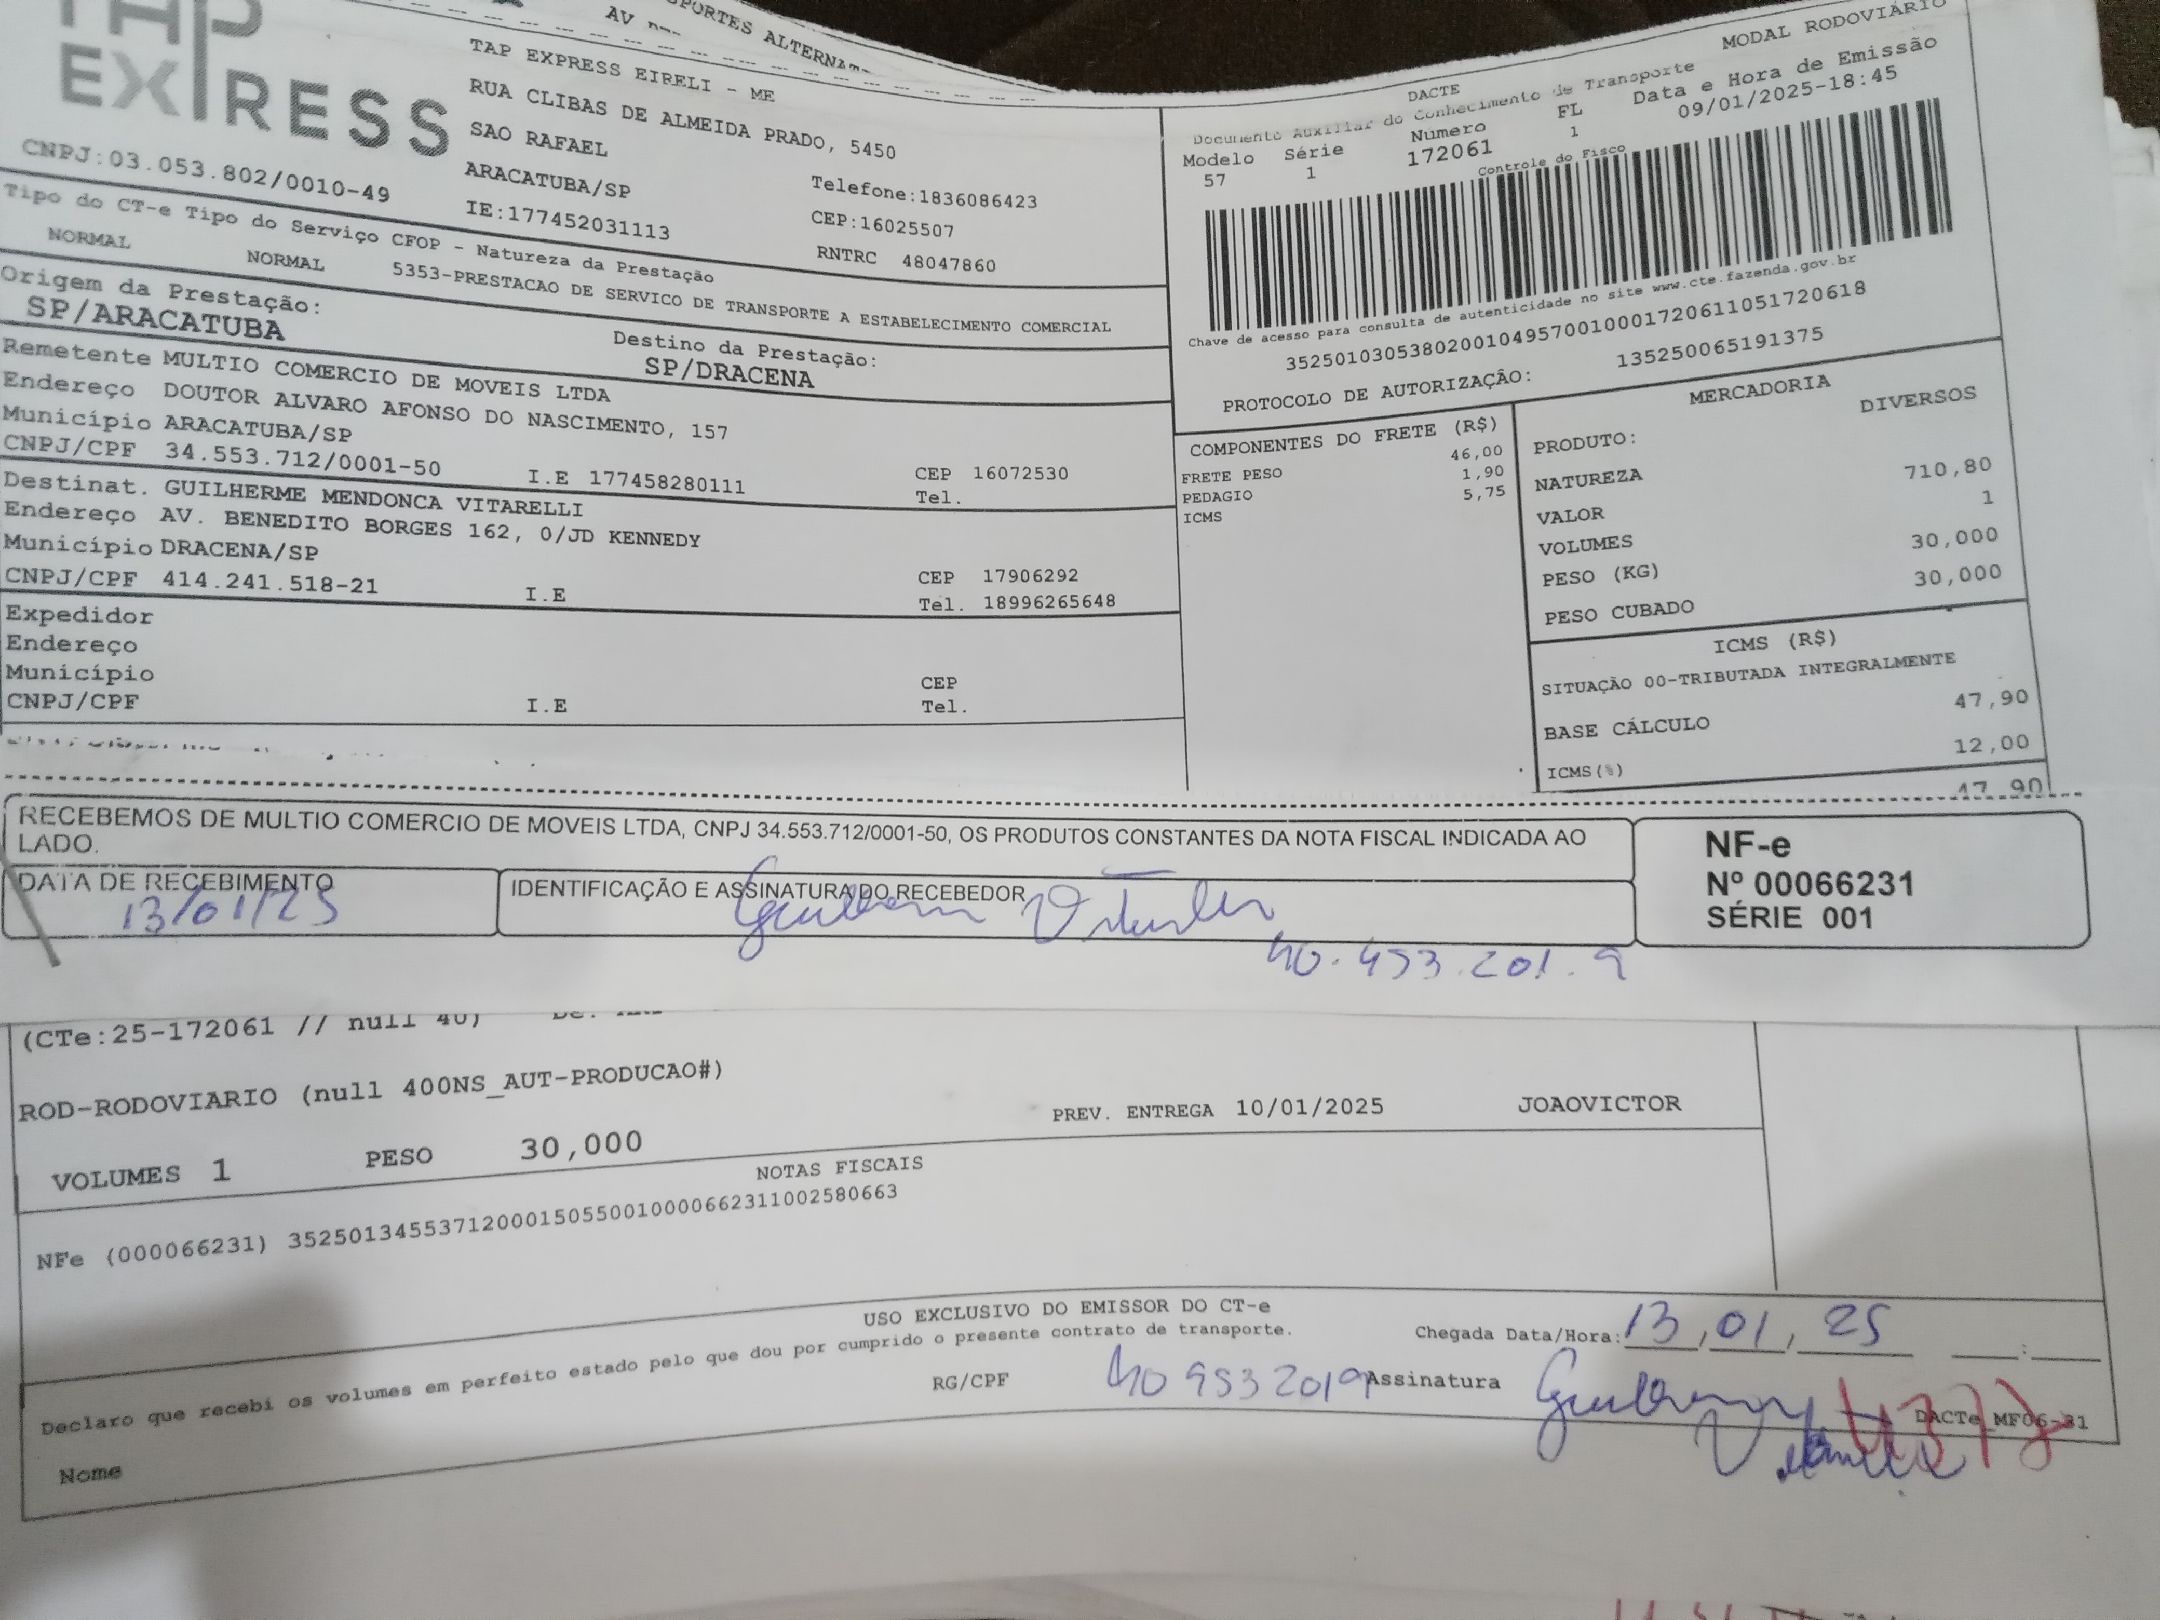 TAP
EXPRESS
CNPJ:03.053.802/0010-49
PORTES ALTERNA
AV
TAP EXPRESS EIRELI - ME
RUA CLIBAS DE ALMEIDA PRADO, 5450
SAO RAFAEL
ARACATUBA/SP Telefone:1836086423
IE:177452031113 CEP:16025507
RNTRC 48047860
Tipo do CT-e Tipo do Serviço CFOP - Natureza da Prestação
NORMAL NORMAL 5353-PRESTACAO DE SERVICO DE TRANSPORTE A ESTABELECIMENTO COMERCIAL
Origem da Prestação: Destino da Prestação:
SP/ARACATUBA SP/DRACENA
Remetente MULTIO COMERCIO DE MOVEIS LTDA
Endereço DOUTOR ALVARO AFONSO DO NASCIMENTO, 157
Município ARACATUBA/SP CEP 16072530
CNPJ/CPF 34.553.712/0001-50 I.E 177458280111 Tel.
Destinat. GUILHERME MENDONCA VITARELLI
Endereço AV. BENEDITO BORGES 162, 0/JD KENNEDY
Município DRACENA/SP CEP 17906292
CNPJ/CPF 414.241.518-21 I.E Tel. 18996265648
Expedidor
Endereço
Município CEP
CNPJ/CPF I.E Tel.
DACTE MODAL RODOVIÁRIO
Documento Auxiliar do Conhecimento de Transporte
Modelo Série Número FL Data e Hora de Emissão
57 1 172061 1 09/01/2025-18:45
Controle do Fisco
Chave de acesso para consulta de autenticidade no site www.cte.fazenda.gov.br
35250103053802001049570010001720611051720618
PROTOCOLO DE AUTORIZAÇÃO: 135250065191375
COMPONENTES DO FRETE (R$)
FRETE PESO 46,00
PEDAGIO 1,90
ICMS 5,75
MERCADORIA
PRODUTO: DIVERSOS
NATUREZA
VALOR 710,80
VOLUMES 1
PESO (KG) 30,000
PESO CUBADO 30,000
ICMS (R$)
SITUAÇÃO 00-TRIBUTADA INTEGRALMENTE
BASE CÁLCULO 47,90
ICMS(%) 12,00
47,90
RECEBEMOS DE MULTIO COMERCIO DE MOVEIS LTDA, CNPJ 34.553.712/0001-50, OS PRODUTOS CONSTANTES DA NOTA FISCAL INDICADA AO
LADO.
DATA DE RECEBIMENTO IDENTIFICAÇÃO E ASSINATURA DO RECEBEDOR
13/01/25
NF-e
Nº 00066231
SÉRIE 001
(CTe:25-172061 // null 40)
ROD-RODOVIARIO (null 400NS_AUT-PRODUCAO#)
PREV. ENTREGA 10/01/2025 JOAOVICTOR
VOLUMES 1 PESO 30,000
NOTAS FISCAIS
NFe (000066231) 35250134553712000150550010000662311002580663
USO EXCLUSIVO DO EMISSOR DO CT-e
Declaro que recebi os volumes em perfeito estado pelo que dou por cumprido o presente contrato de transporte.
Chegada Data/Hora: 13,01,25 :
Nome RG/CPF 409532019 Assinatura
DACTe_MF06-31